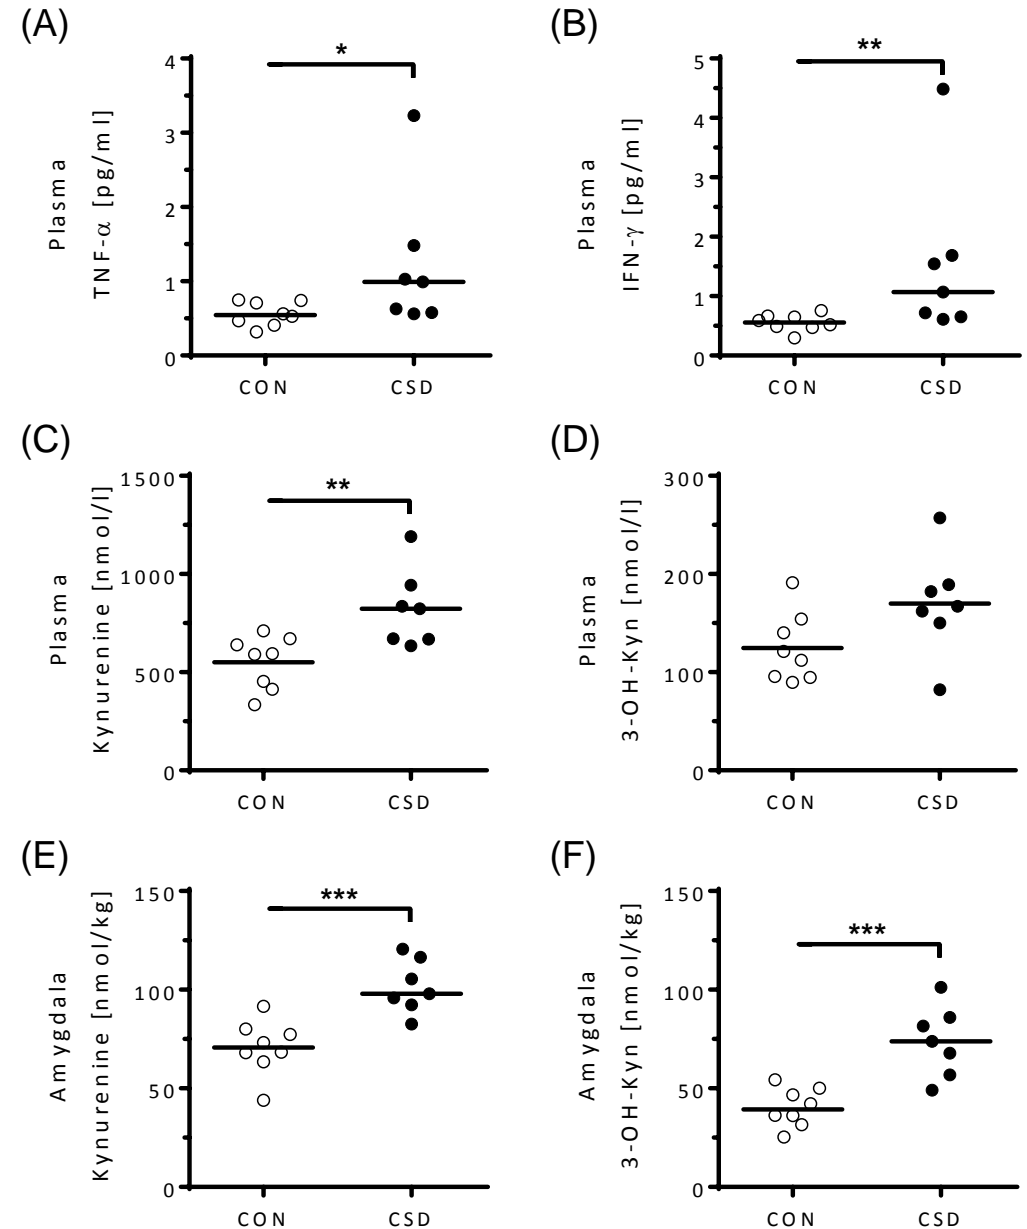 (A)
(B)
*
**
4
3
2
1
0
Plasma
TNF-α [pg/ml]
CON
CSD
5
4
3
2
1
0
Plasma
IFN-γ [pg/ml]
CON
CSD
(C)
(D)
**
1500
1000
500
0
Plasma
Kynurenine [nmol/l]
CON
CSD
300
200
100
0
Plasma
3-OH-Kyn [nmol/l]
CON
CSD
(E)
(F)
***
***
150
100
50
0
Amygdala
Kynurenine [nmol/kg]
CON
CSD
150
100
50
0
Amygdala
3-OH-Kyn [nmol/kg]
CON
CSD